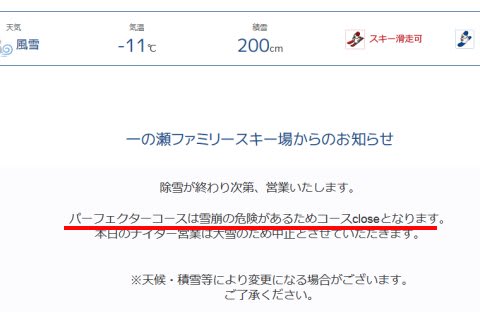 天気
気温
積雪
風雪
-11℃
200cm
スキー滑走可
一の瀬ファミリースキー場からのお知らせ
除雪が終わり次第、営業いたします。
パーフェクターコースは雪崩の危険があるためコースcloseとなります。
本日のナイター営業は大雪のため中止とさせていただきます。
※天候・積雪等により変更になる場合がございます。
ご了承ください。